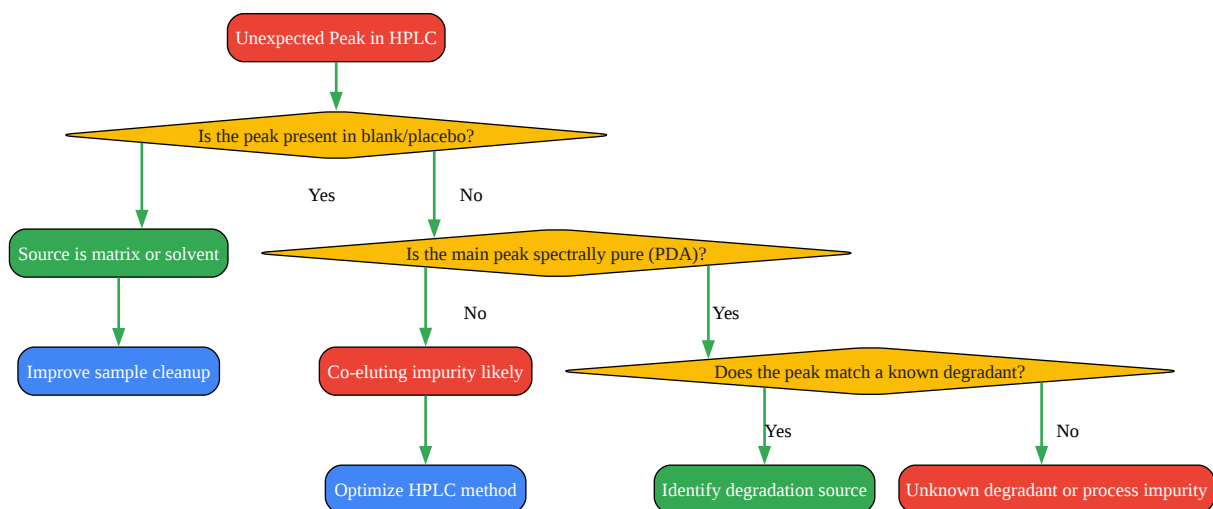 Unexpected Peak in HPLC
Is the peak present in blank/placebo?
Yes
No
Source is matrix or solvent
Is the main peak spectrally pure (PDA)?
No
Yes
Improve sample cleanup
Co-eluting impurity likely
Does the peak match a known degradant?
Yes
No
Optimize HPLC method
Identify degradation source
Unknown degradant or process impurity